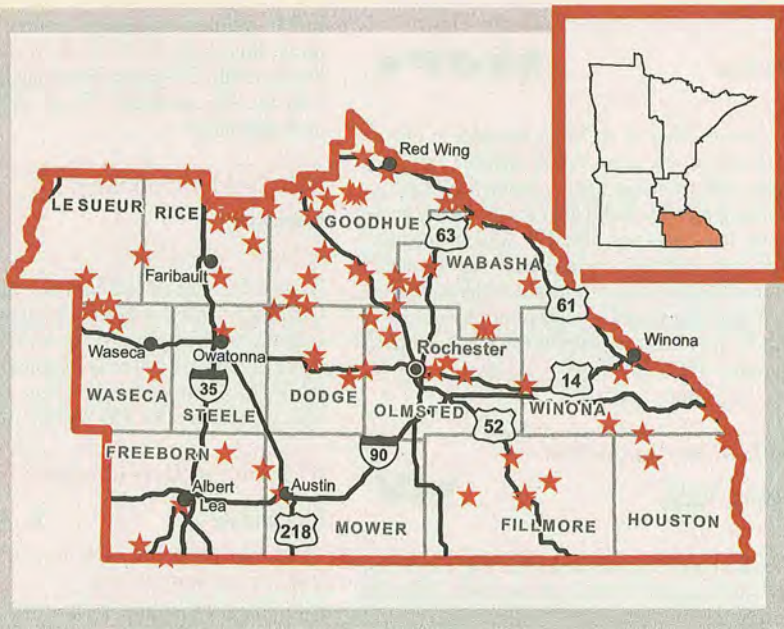 Red Wing
LE SUEUR
RICE
GOODHUE
63
WABASHA
Faribault
61
Waseca
Owatonna
Rochester
Winona
35
14
WASECA
STEELE
DODGE
OLMSTED
WINONA
52
FREEBORN
90
Albert
Lea
Austin
218
MOWER
FILLMORE
HOUSTON